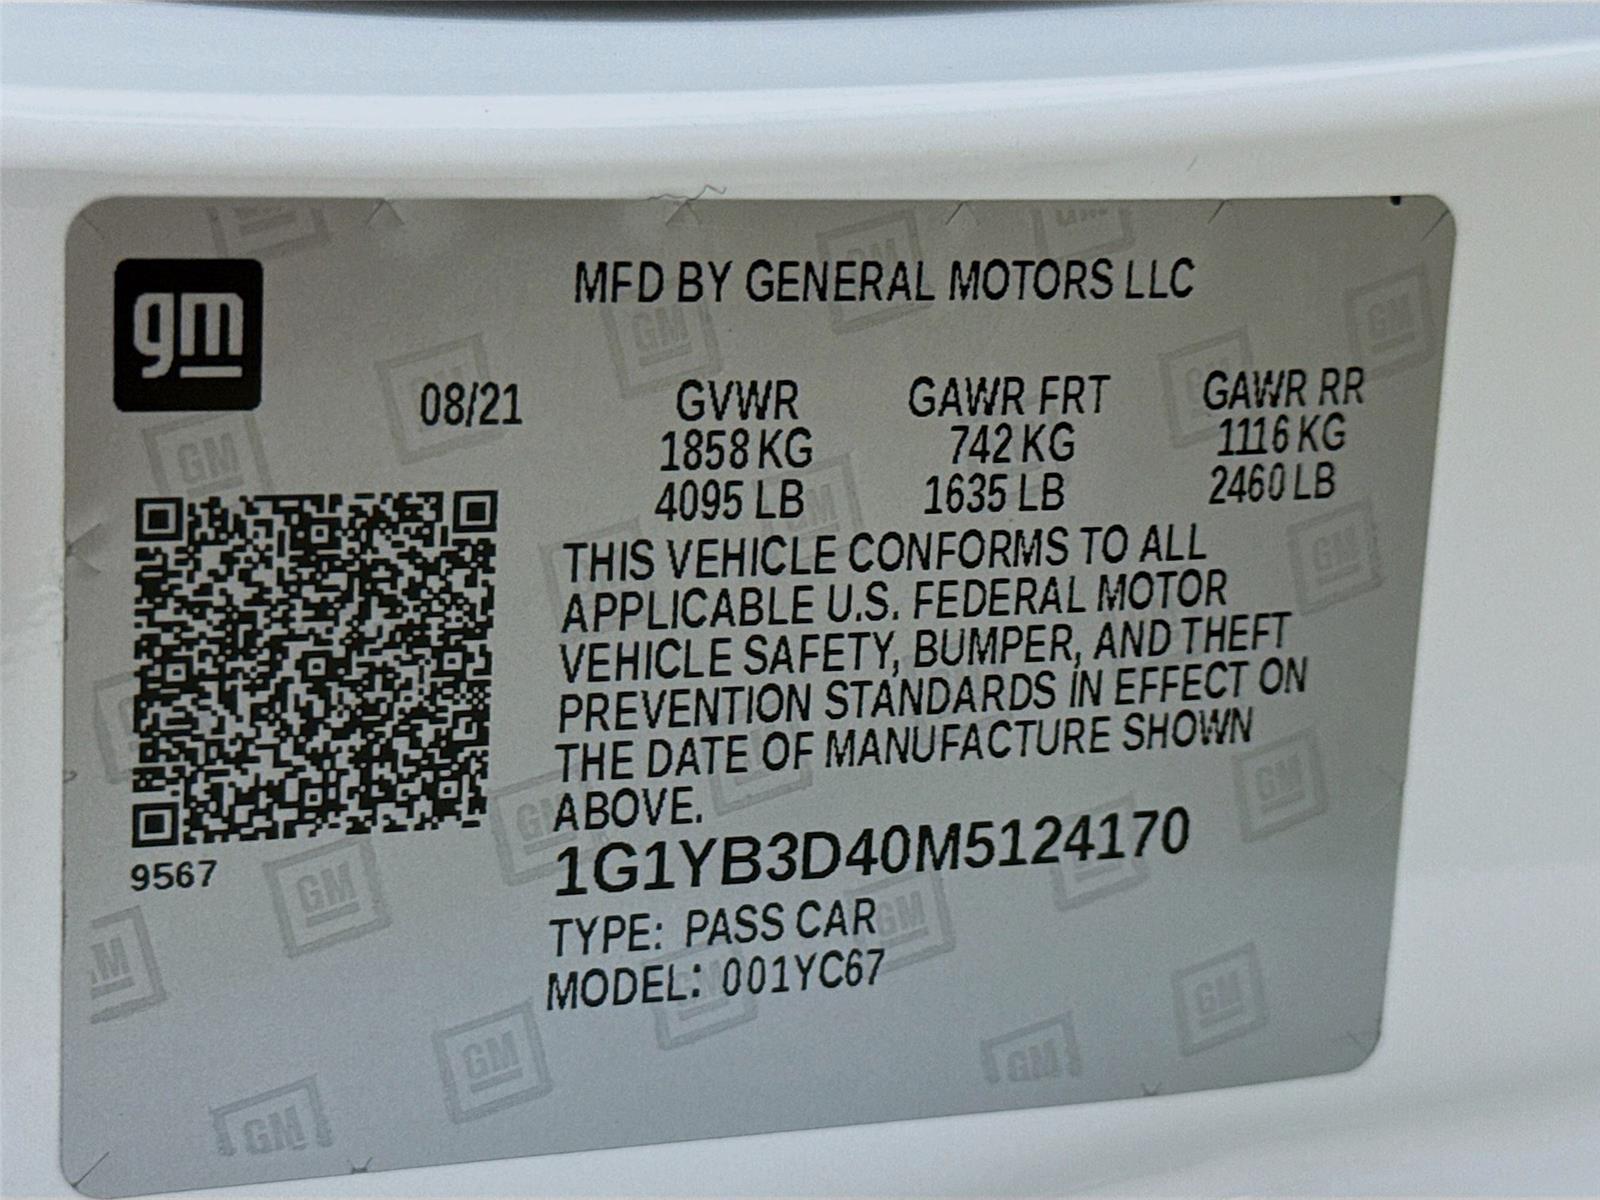 gm
MFD BY GENERAL MOTORS LLC
08/21 GVWR GAWR FRT GAWR RR
1858 KG 742 KG 1116 KG
4095 LB 1635 LB 2460 LB
THIS VEHICLE CONFORMS TO ALL
APPLICABLE U.S. FEDERAL MOTOR
VEHICLE SAFETY, BUMPER, AND THEFT
PREVENTION STANDARDS IN EFFECT ON
THE DATE OF MANUFACTURE SHOWN
ABOVE.
9567
1G1YB3D40M5124170
TYPE: PASS CAR
MODEL: 001YC67